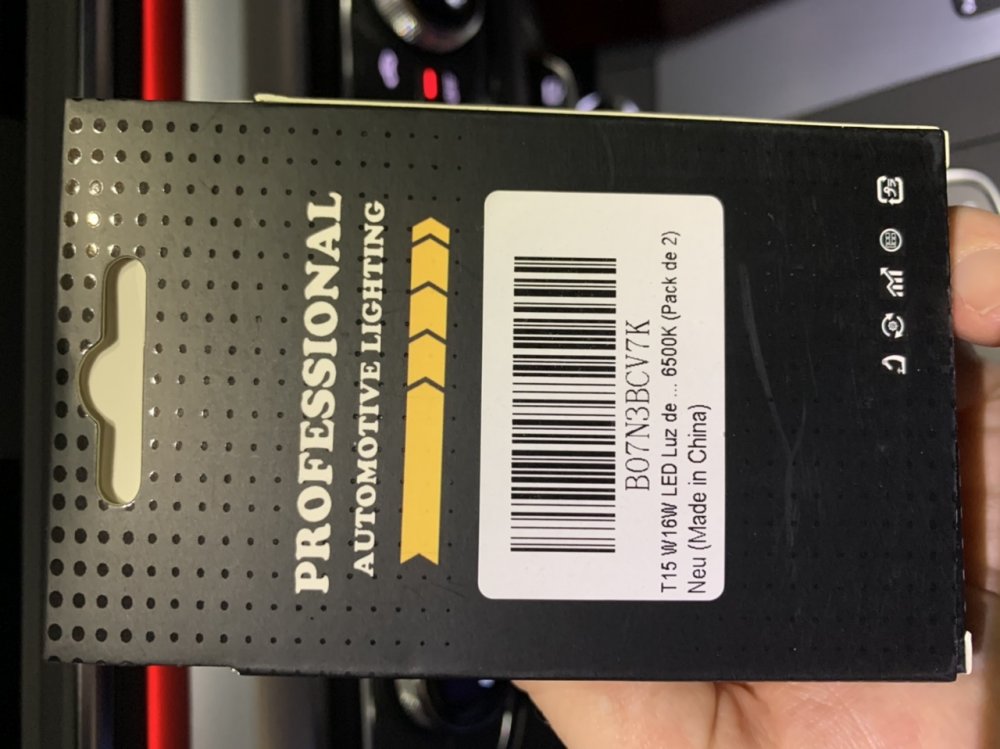 PROFESSIONAL
AUTOMOTIVE LIGHTING
B07N3BCV7K
T15 W16W LED Luz de ... 6500K (Pack de 2)
Neu (Made in China)